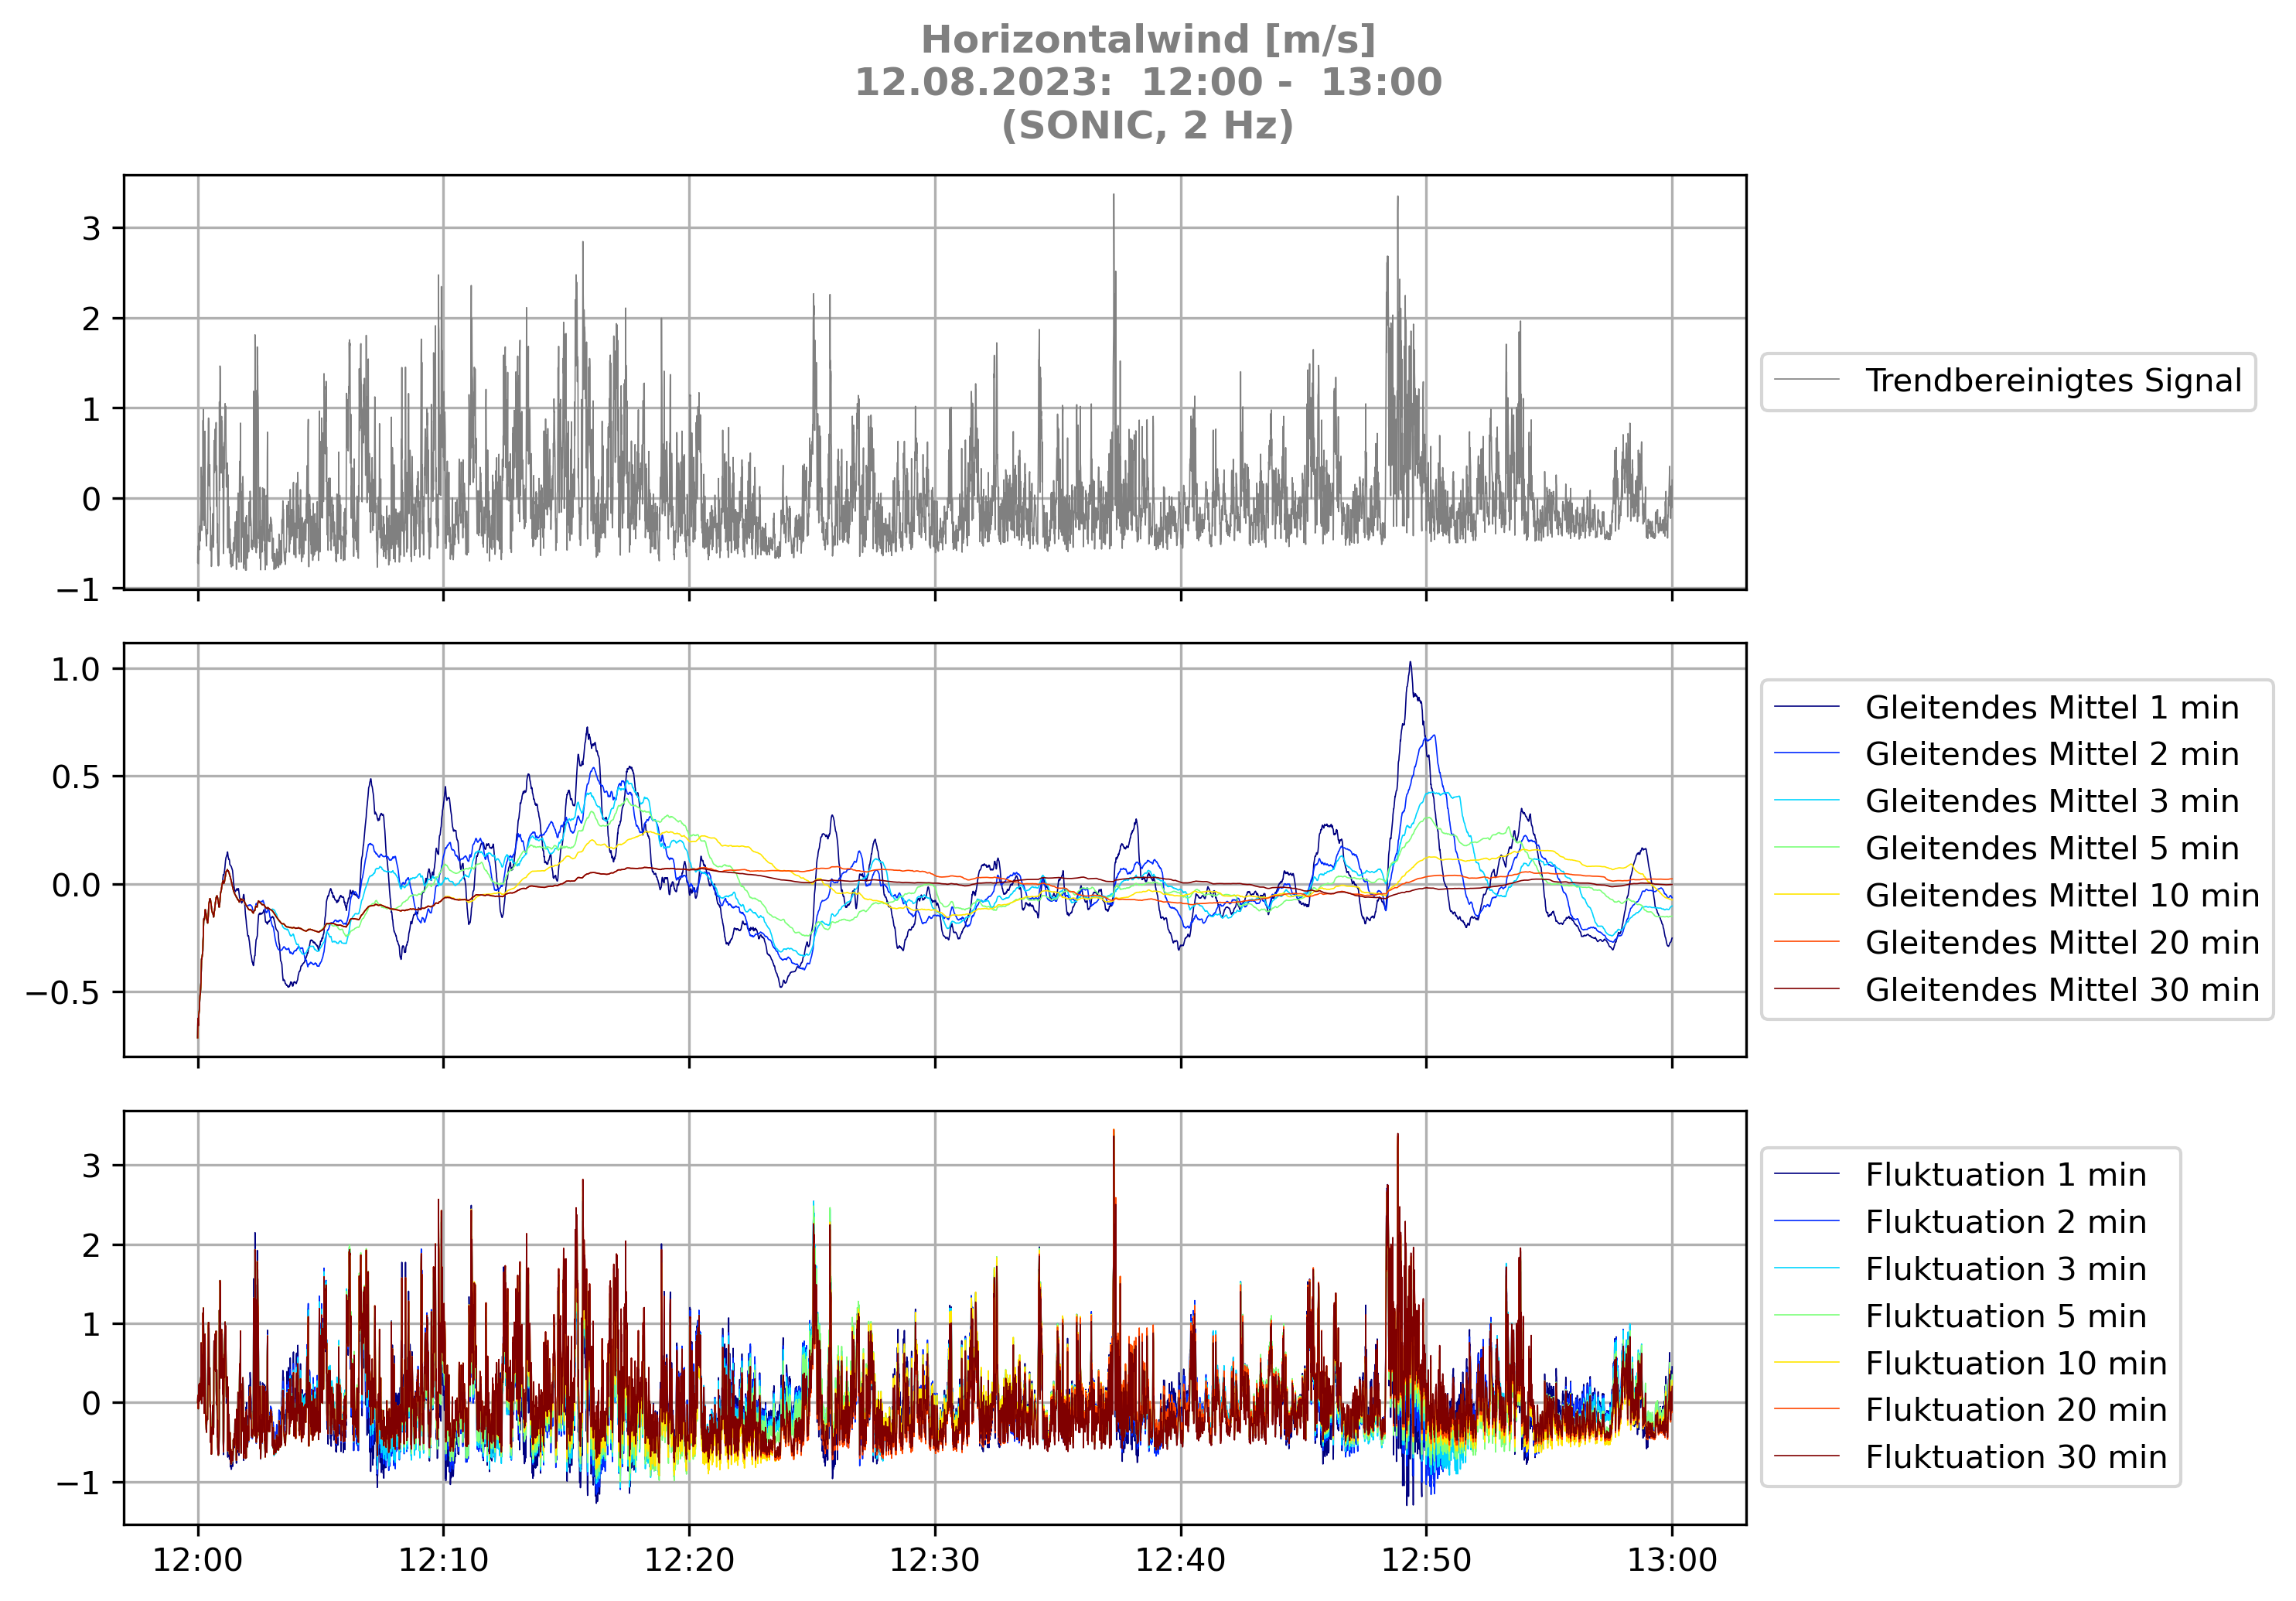 Horizontalwind [m/s]
12.08.2023:  12:00 -  13:00
(SONIC, 2 Hz)
3
2
1
0
−1
Trendbereinigtes Signal
1.0
0.5
0.0
−0.5
Gleitendes Mittel 1 min
Gleitendes Mittel 2 min
Gleitendes Mittel 3 min
Gleitendes Mittel 5 min
Gleitendes Mittel 10 min
Gleitendes Mittel 20 min
Gleitendes Mittel 30 min
3
2
1
0
−1
Fluktuation 1 min
Fluktuation 2 min
Fluktuation 3 min
Fluktuation 5 min
Fluktuation 10 min
Fluktuation 20 min
Fluktuation 30 min
12:00 12:10 12:20 12:30 12:40 12:50 13:00